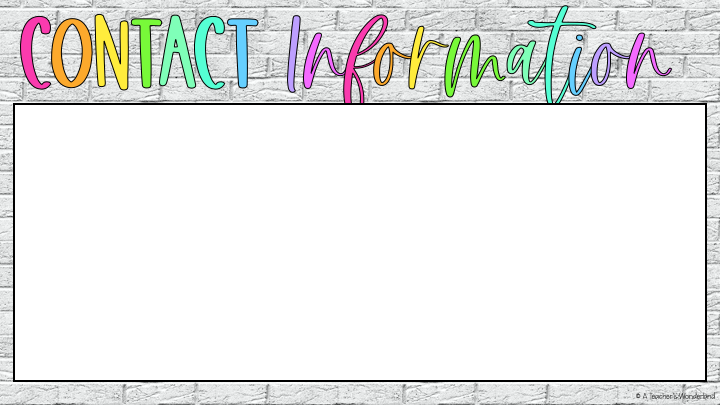 CONTACT Information
© A Teacher's Wonderland